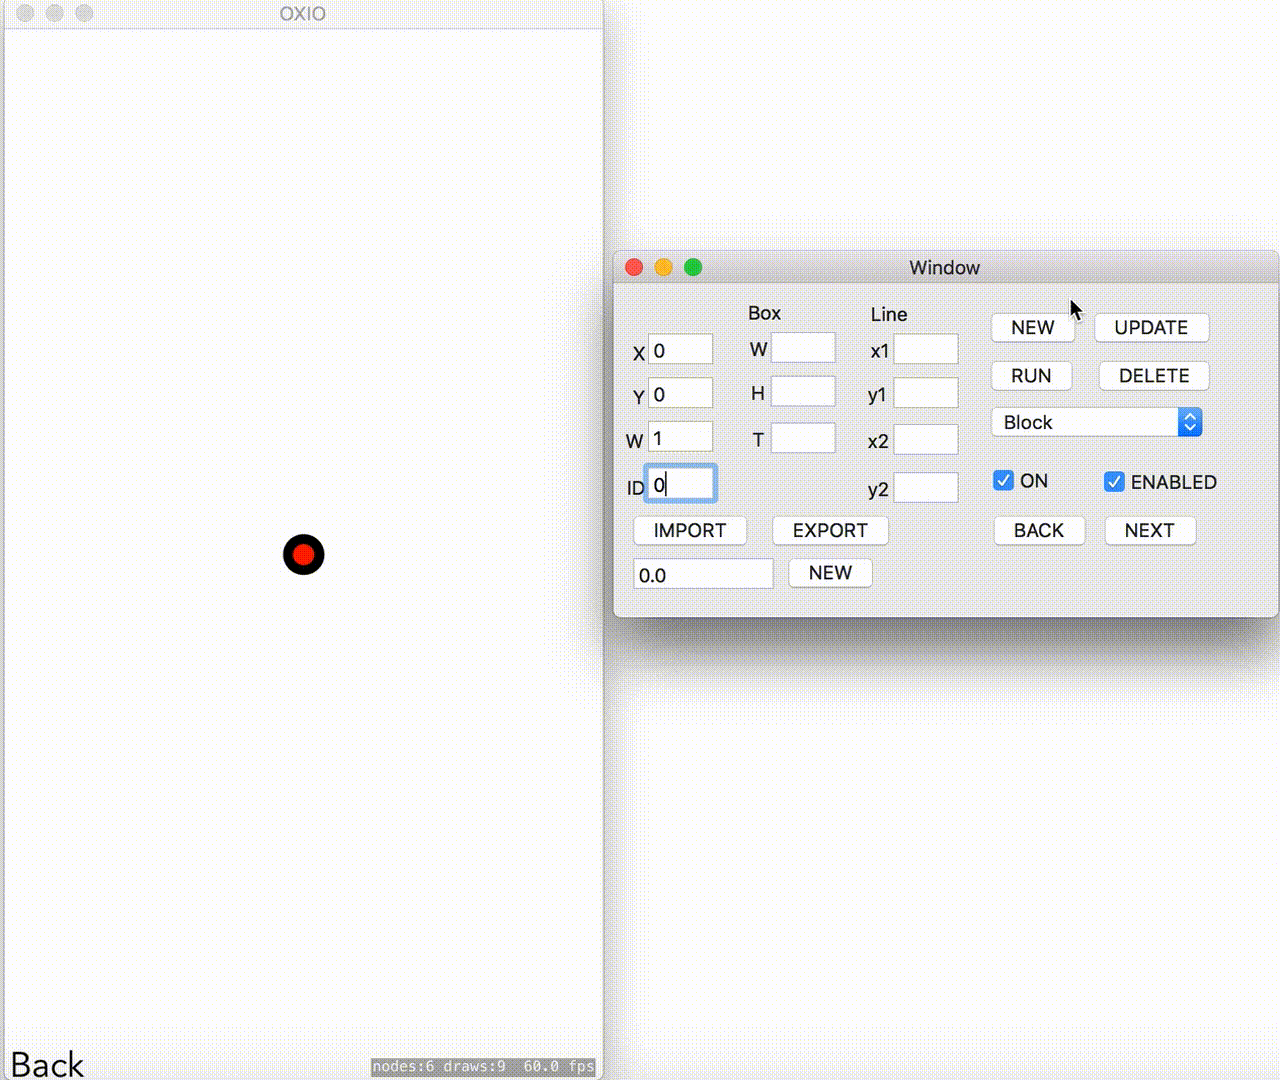 OXIO
Back
nodes:6 draws:9 60.0 fps
Window
Box
Line
X 0
W
x1
NEW
UPDATE
Y 0
H
y1
RUN
DELETE
W 1
T
x2
Block
ID 0
y2
ON
ENABLED
IMPORT
EXPORT
BACK
NEXT
0.0
NEW